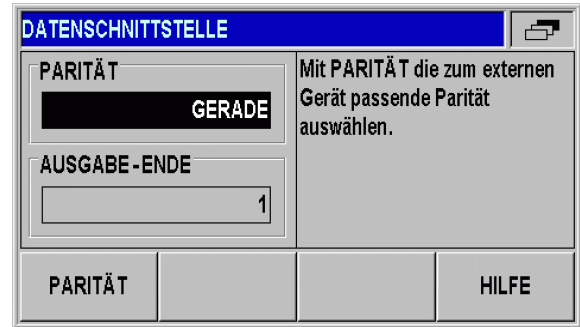 DATENSCHNITTSTELLE
PARITÄT
GERADE
AUSGABE-ENDE
1
Mit PARITÄT die zum externen
Gerät passende Parität
auswählen.
PARITÄT
HILFE